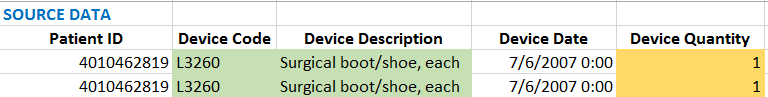 SOURCE DATA
Patient ID Device Code Device Description Device Date Device Quantity
4010462819 L3260 Surgical boot/shoe, each 7/6/2007 0:00 1
4010462819 L3260 Surgical boot/shoe, each 7/6/2007 0:00 1